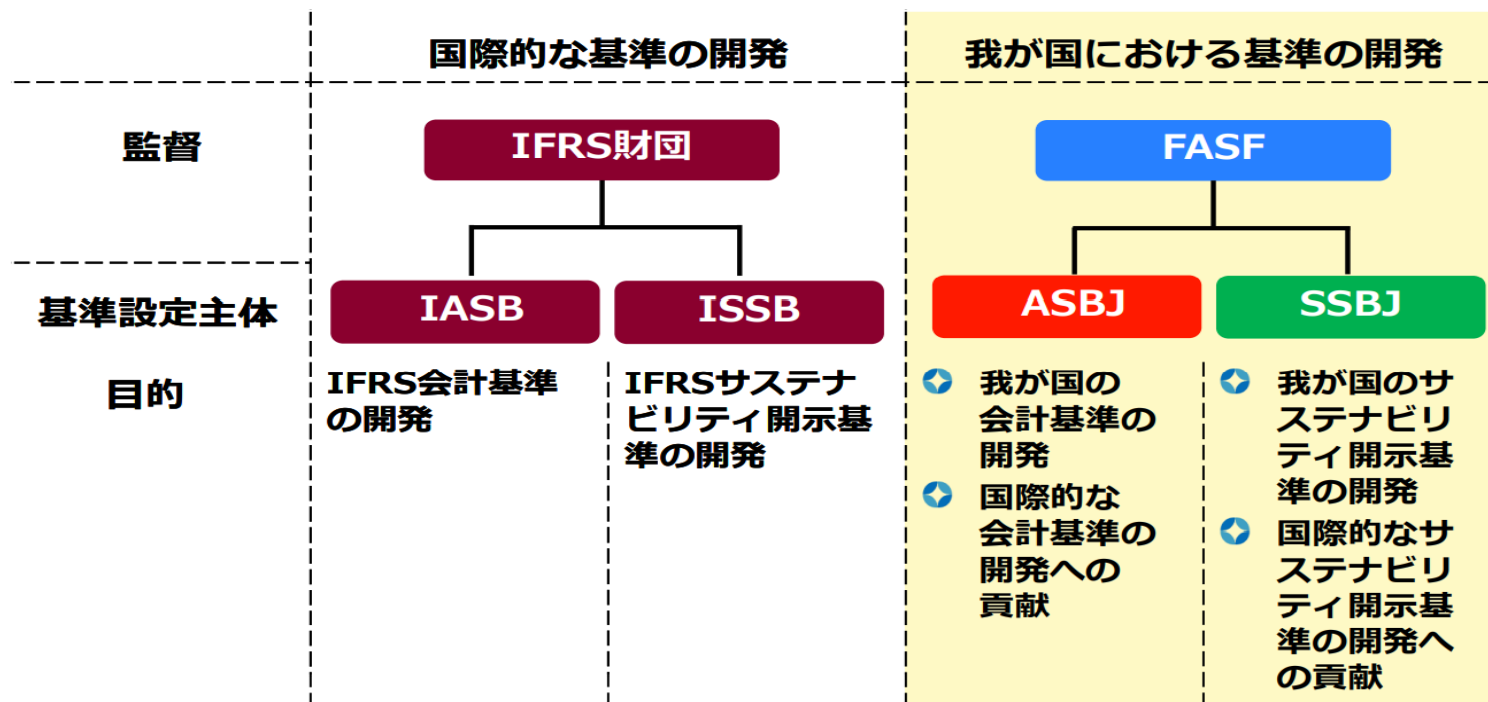 国際的な基準の開発
我が国における基準の開発
監督
IFRS財団
FASF
基準設定主体
IASB
ISSB
ASBJ
SSBJ
目的
IFRS会計基準
の開発
IFRSサステナ
ビリティ開示基
準の開発
我が国の
会計基準の
開発
国際的な
会計基準の
開発への
貢献
我が国のサ
ステナビリ
ティ開示基
準の開発
国際的なサ
ステナビリ
ティ開示基
準の開発へ
の貢献